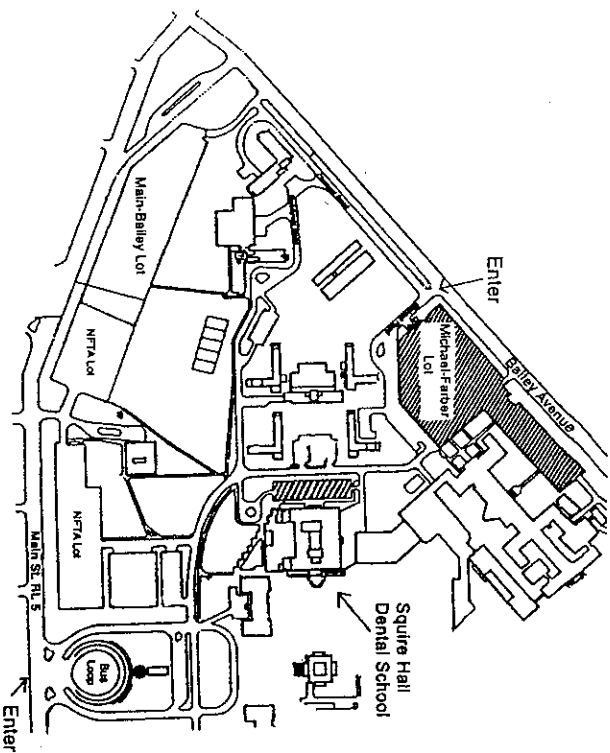 Enter
Bailey Avenue
Michael-Farber
Lot
Main-Bailey Lot
NFTA Lot
NFTA Lot
Main St. Rt. 5
Squire Hall
Dental School
Bus
Loop
Enter